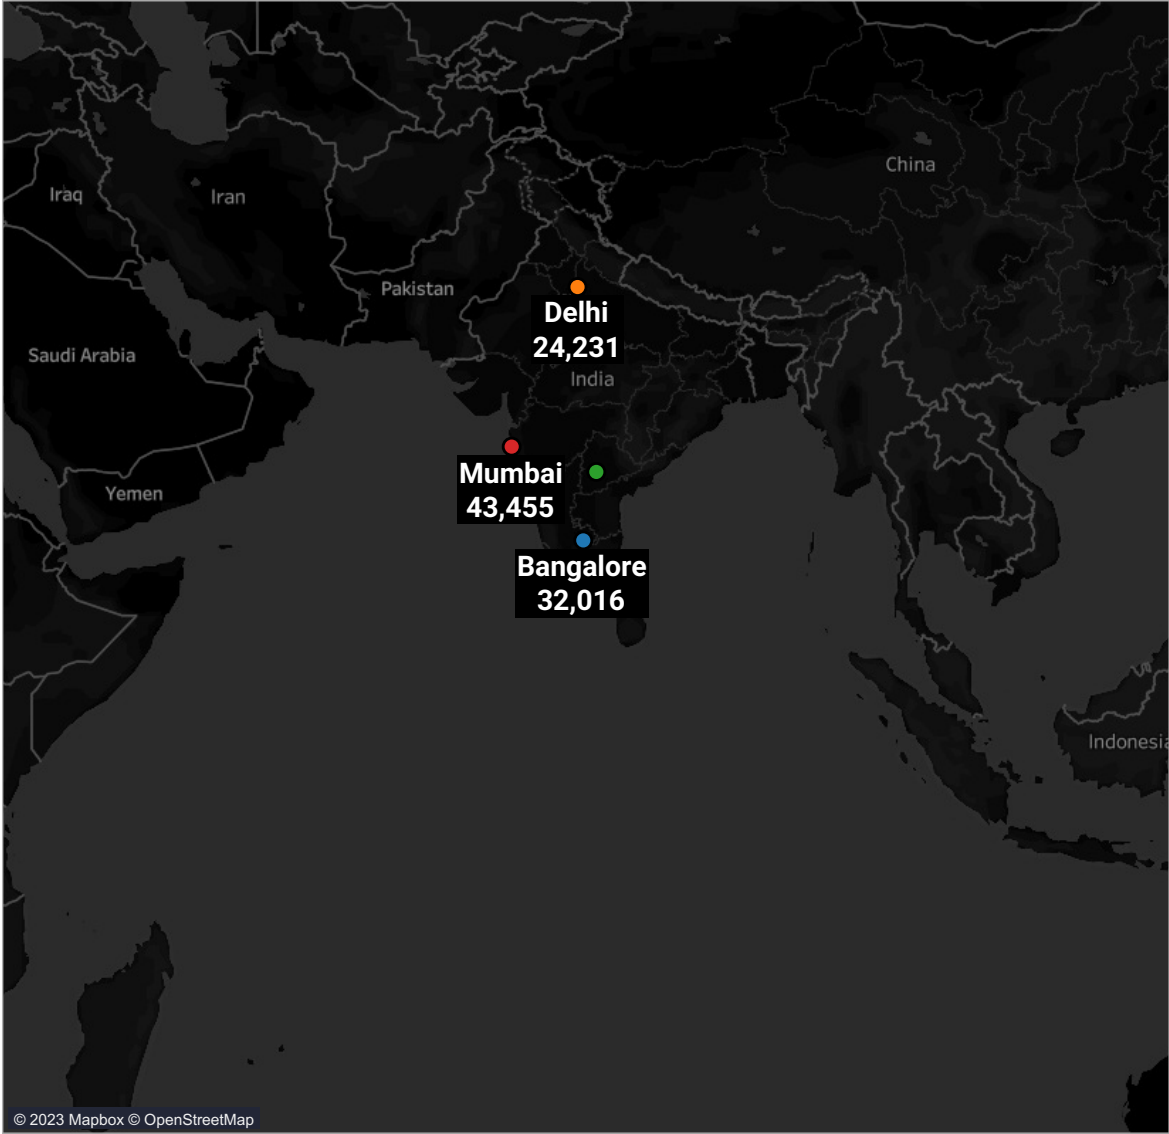 China
Iraq
Iran
Pakistan
Delhi
24,231
Saudi Arabia
India
Mumbai
43,455
Yemen
Bangalore
32,016
Indonesia
© 2023 Mapbox © OpenStreetMap